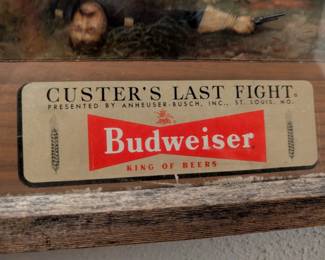 CUSTER'S LAST FIGHT®
PRESENTED BY ANHEUSER-BUSCH, INC., ST. LOUIS, MO.
Budweiser
KING OF BEERS